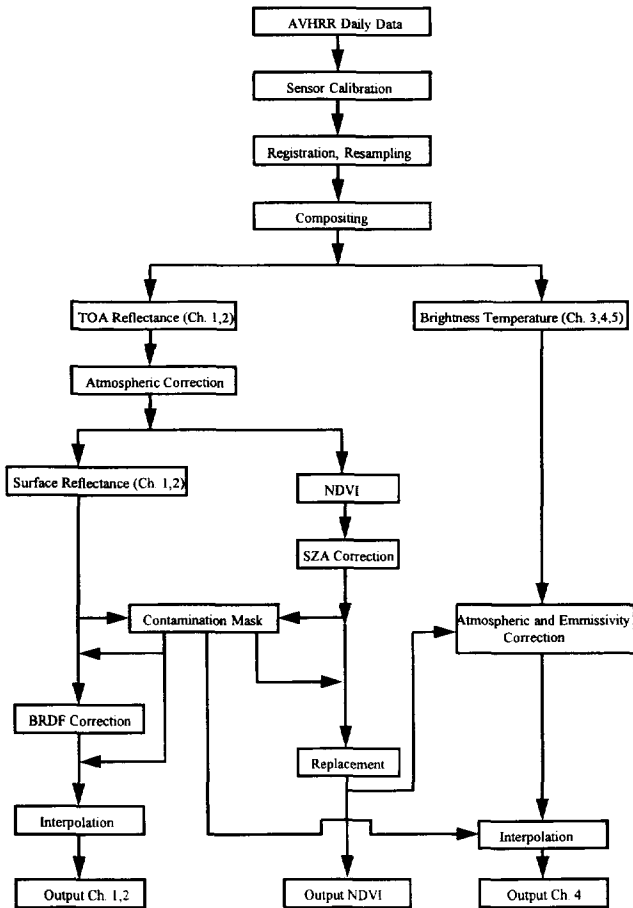 AVHRR Daily Data
Sensor Calibration
Registration, Resampling
Compositing
TOA Reflectance (Ch. 1,2)
Brightness Temperature (Ch. 3,4,5)
Atmospheric Correction
Surface Reflectance (Ch. 1,2)
NDVI
SZA Correction
Contamination Mask
Atmospheric and Emmissivity
Correction
BRDF Correction
Replacement
Interpolation
Interpolation
Output Ch. 1,2
Output NDVI
Output Ch. 4